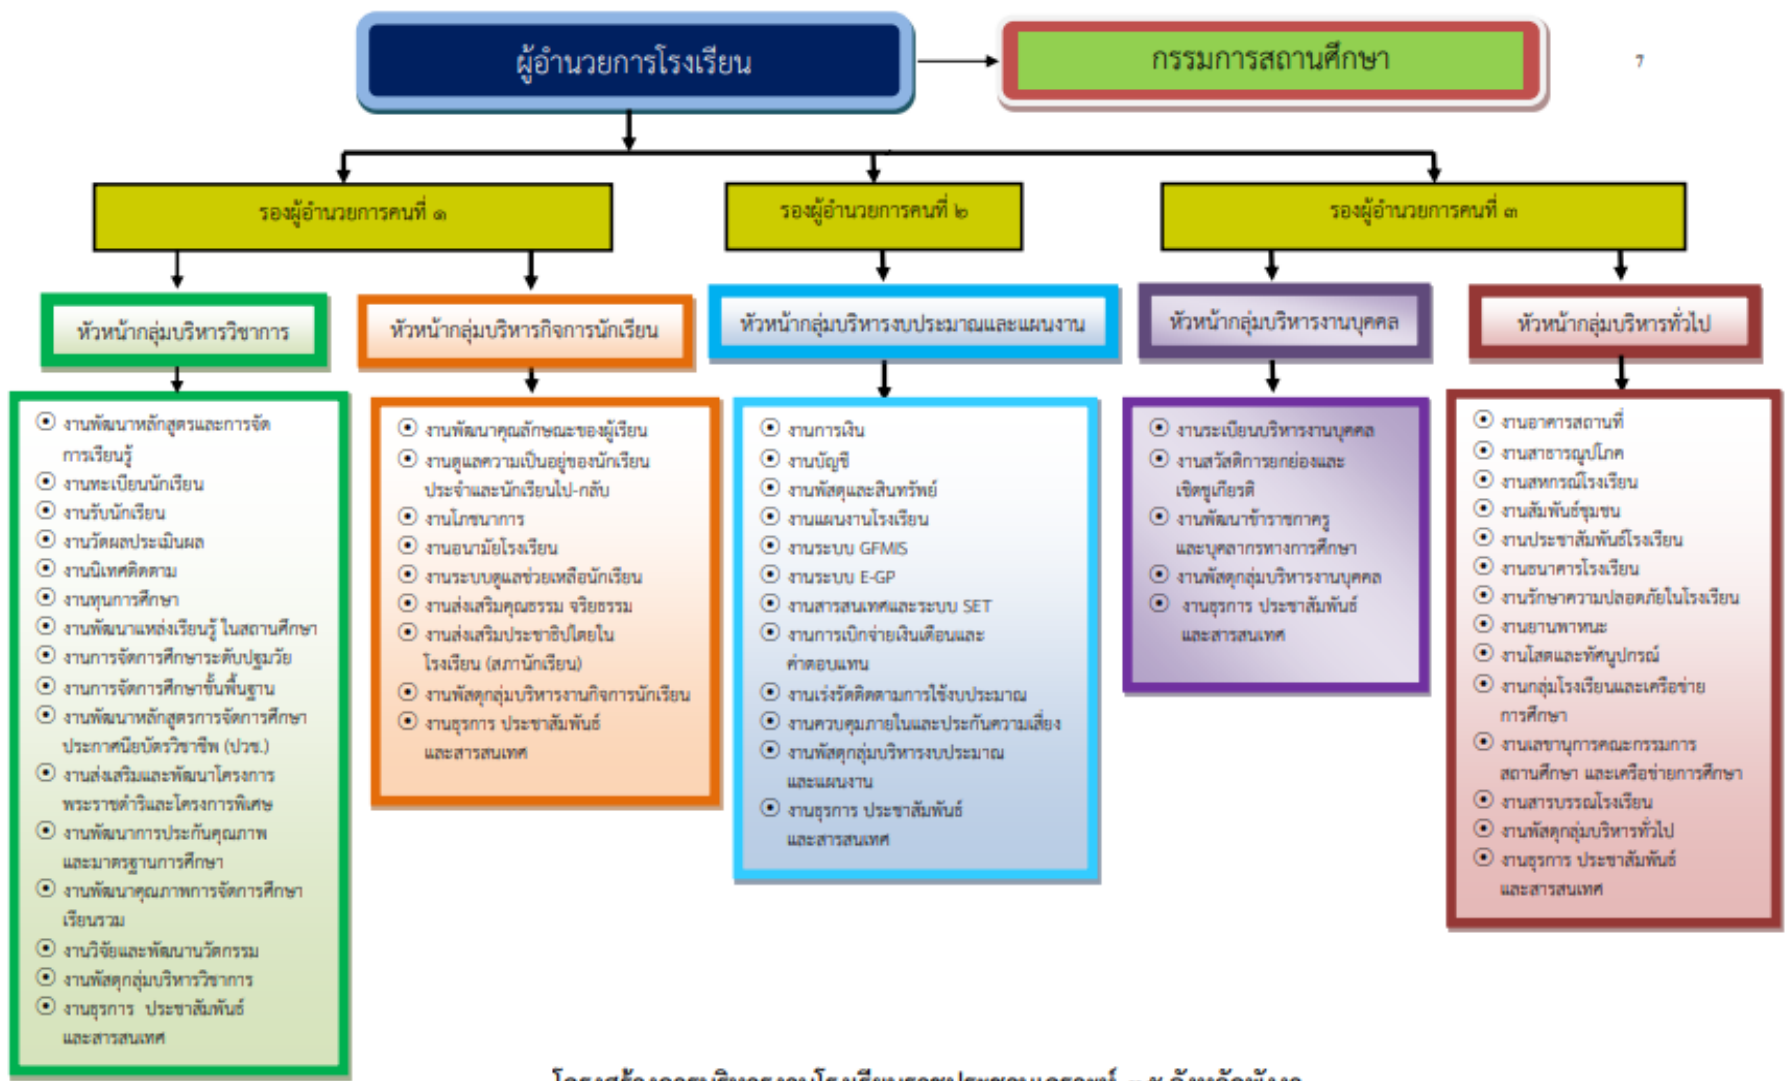 ผู้อำนวยการโรงเรียน
กรรมการสถานศึกษา
7
รองผู้อำนวยการคนที่ ๑
รองผู้อำนวยการคนที่ ๒
รองผู้อำนวยการคนที่ ๓
หัวหน้ากลุ่มบริหารวิชาการ
หัวหน้ากลุ่มบริหารกิจการนักเรียน
หัวหน้ากลุ่มบริหารงบประมาณและแผนงาน
หัวหน้ากลุ่มบริหารงานบุคคล
หัวหน้ากลุ่มบริหารทั่วไป
งานพัฒนาหลักสูตรและการจัด
การเรียนรู้
งานทะเบียนนักเรียน
งานรับนักเรียน
งานวัดผลประเมินผล
งานนิเทศติดตาม
งานทุนการศึกษา
งานพัฒนาแหล่งเรียนรู้ ในสถานศึกษา
งานการจัดการศึกษาระดับปฐมวัย
งานการจัดการศึกษาขั้นพื้นฐาน
งานพัฒนาหลักสูตรการจัดการศึกษา
ประกาศนียบัตรวิชาชีพ (ปวช.)
งานส่งเสริมและพัฒนาโครงการ
พระราชดำริและโครงการพิเศษ
งานพัฒนาการประกันคุณภาพ
และมาตรฐานการศึกษา
งานพัฒนาคุณภาพการจัดการศึกษา
เรียนรวม
งานวิจัยและพัฒนานวัตกรรม
งานพัสดุกลุ่มบริหารวิชาการ
งานธุรการ ประชาสัมพันธ์
และสารสนเทศ
งานพัฒนาคุณลักษณะของผู้เรียน
งานดูแลความเป็นอยู่ของนักเรียน
ประจำและนักเรียนไป-กลับ
งานโภชนาการ
งานอนามัยโรงเรียน
งานระบบดูแลช่วยเหลือนักเรียน
งานส่งเสริมคุณธรรม จริยธรรม
งานส่งเสริมประชาธิปไตยใน
โรงเรียน (สภานักเรียน)
งานพัสดุกลุ่มบริหารงานกิจการนักเรียน
งานธุรการ ประชาสัมพันธ์
และสารสนเทศ
งานการเงิน
งานบัญชี
งานพัสดุและสินทรัพย์
งานแผนงานโรงเรียน
งานระบบ GFMIS
งานระบบ E-GP
งานสารสนเทศและระบบ SET
งานการเบิกจ่ายเงินเดือนและ
ค่าตอบแทน
งานเร่งรัดติดตามการใช้งบประมาณ
งานควบคุมภายในและประกันความเสี่ยง
งานพัสดุกลุ่มบริหารงบประมาณ
และแผนงาน
งานธุรการ ประชาสัมพันธ์
และสารสนเทศ
งานระเบียนบริหารงานบุคคล
งานสวัสดิการยกย่องและ
เชิดชูเกียรติ
งานพัฒนาข้าราชกาครู
และบุคลากรทางการศึกษา
งานพัสดุกลุ่มบริหารงานบุคคล
งานธุรการ ประชาสัมพันธ์
และสารสนเทศ
งานอาคารสถานที่
งานสาธารณูปโภค
งานสหกรณ์โรงเรียน
งานสัมพันธ์ชุมชน
งานประชาสัมพันธ์โรงเรียน
งานธนาคารโรงเรียน
งานรักษาความปลอดภัยในโรงเรียน
งานยานพาหนะ
งานโสตและทัศนูปกรณ์
งานกลุ่มโรงเรียนและเครือข่าย
การศึกษา
งานเลขานุการคณะกรรมการ
สถานศึกษา และเครือข่ายการศึกษา
งานสารบรรณโรงเรียน
งานพัสดุกลุ่มบริหารทั่วไป
งานธุรการ ประชาสัมพันธ์
และสารสนเทศ